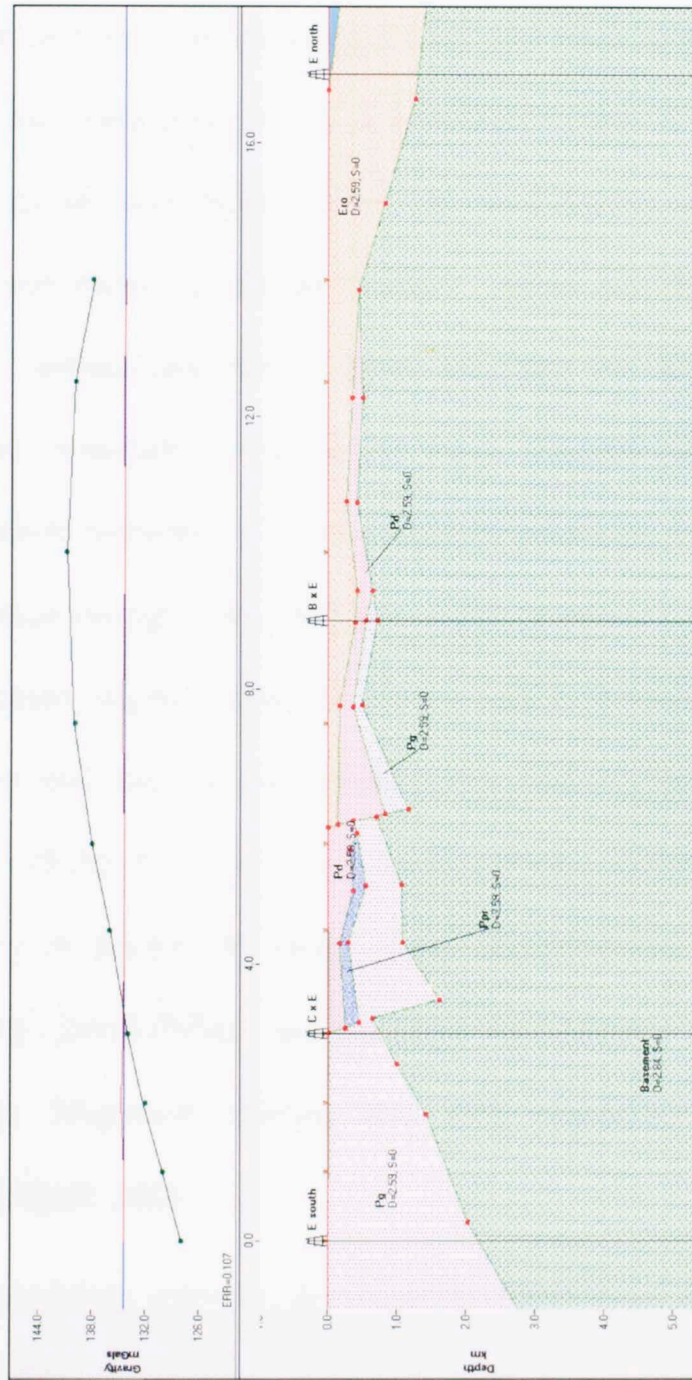 144.0
138.0
132.0
126.0
Gravity
mGals
ERR=0.107
0.0
4.0
8.0
12.0
16.0
E south
C x E
B x E
E north
0.0
1.0
2.0
3.0
4.0
5.0
Depth
km
Pg
D=2.59, S=0
Pd
Ppr
D=2.59, S=0
Pg
D=2.59, S=0
Pd
D=2.59, S=0
Ero
D=2.59, S=0
Basement
D=2.84, S=0